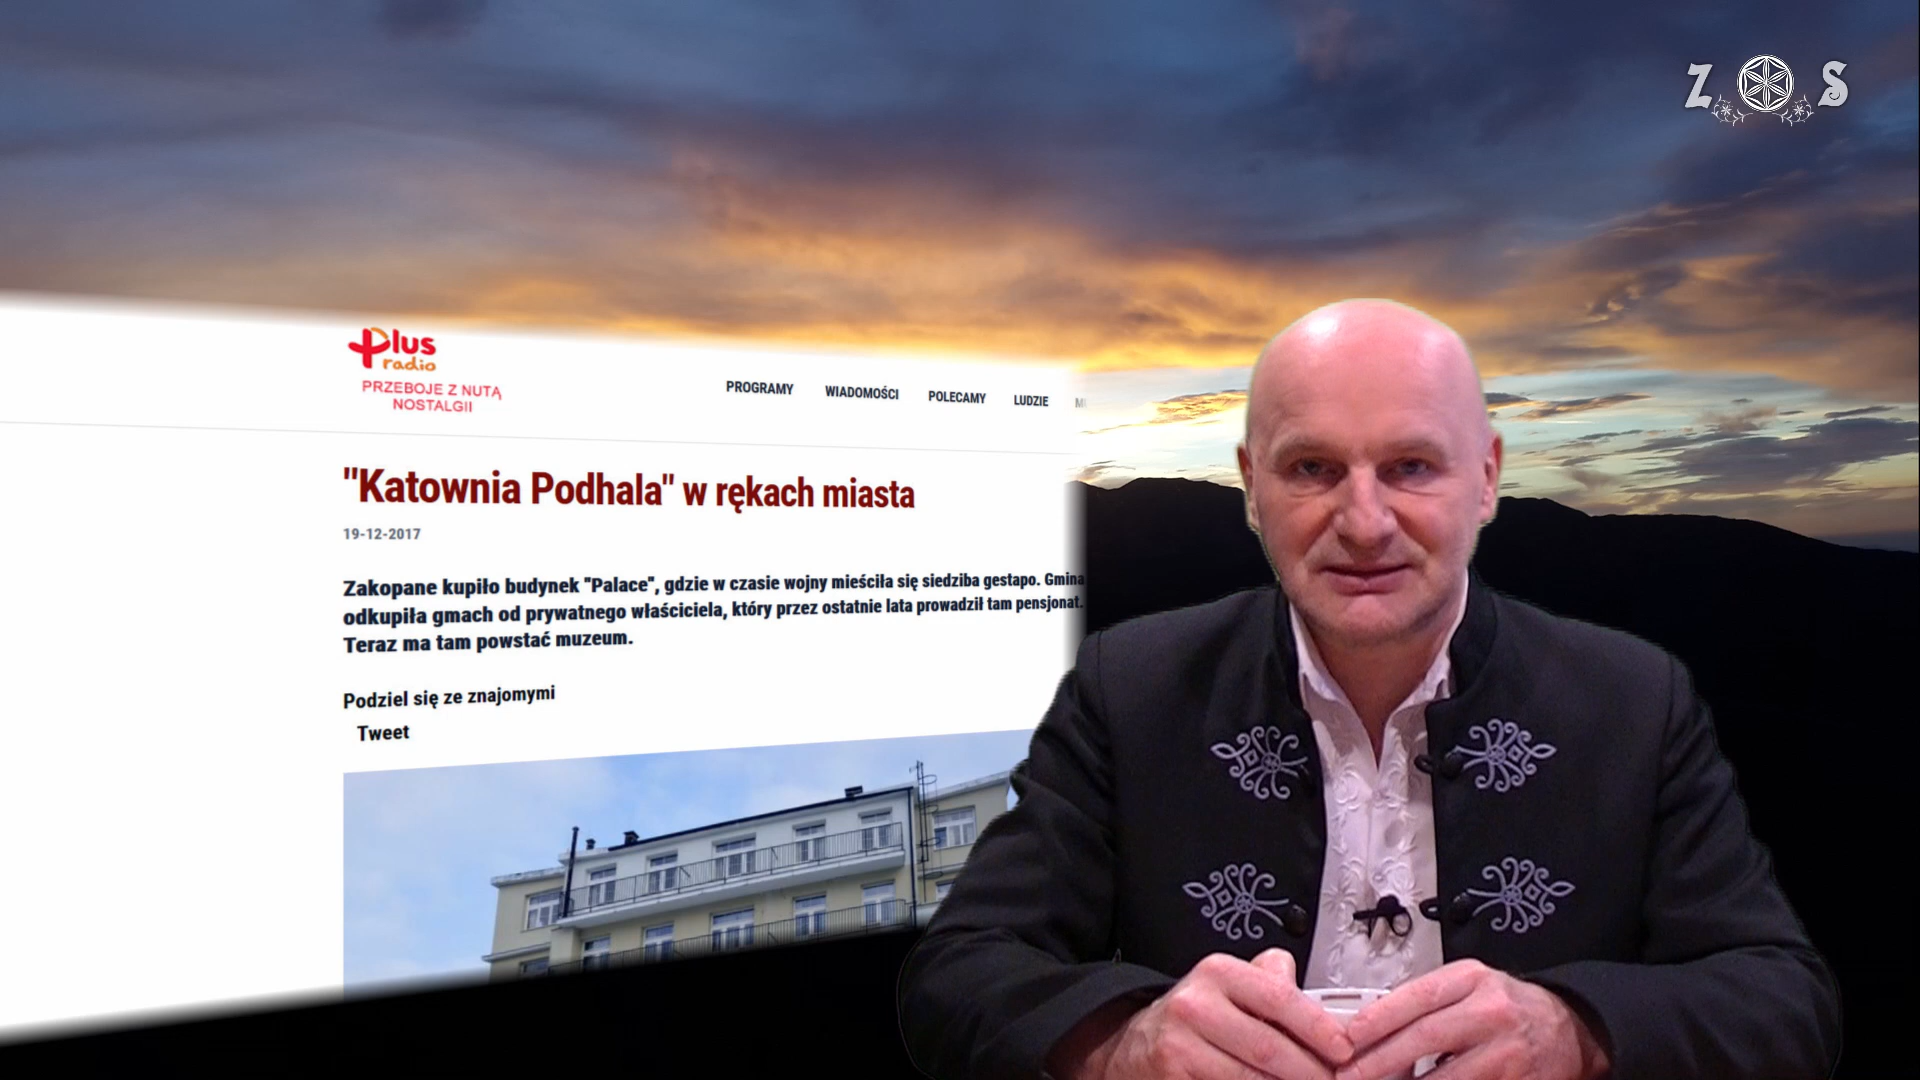 Z S
Plus
radio
PRZEBOJE Z NUTĄ
NOSTALGII
PROGRAMY WIADOMOŚCI POLECAMY LUDZIE
"Katownia Podhala" w rękach miasta
19-12-2017
Zakopane kupiło budynek "Palace", gdzie w czasie wojny mieściła się siedziba gestapo. Gmina
odkupiła gmach od prywatnego właściciela, który przez ostatnie lata prowadził tam pensjonat.
Teraz ma tam powstać muzeum.
Podziel się ze znajomymi
Tweet